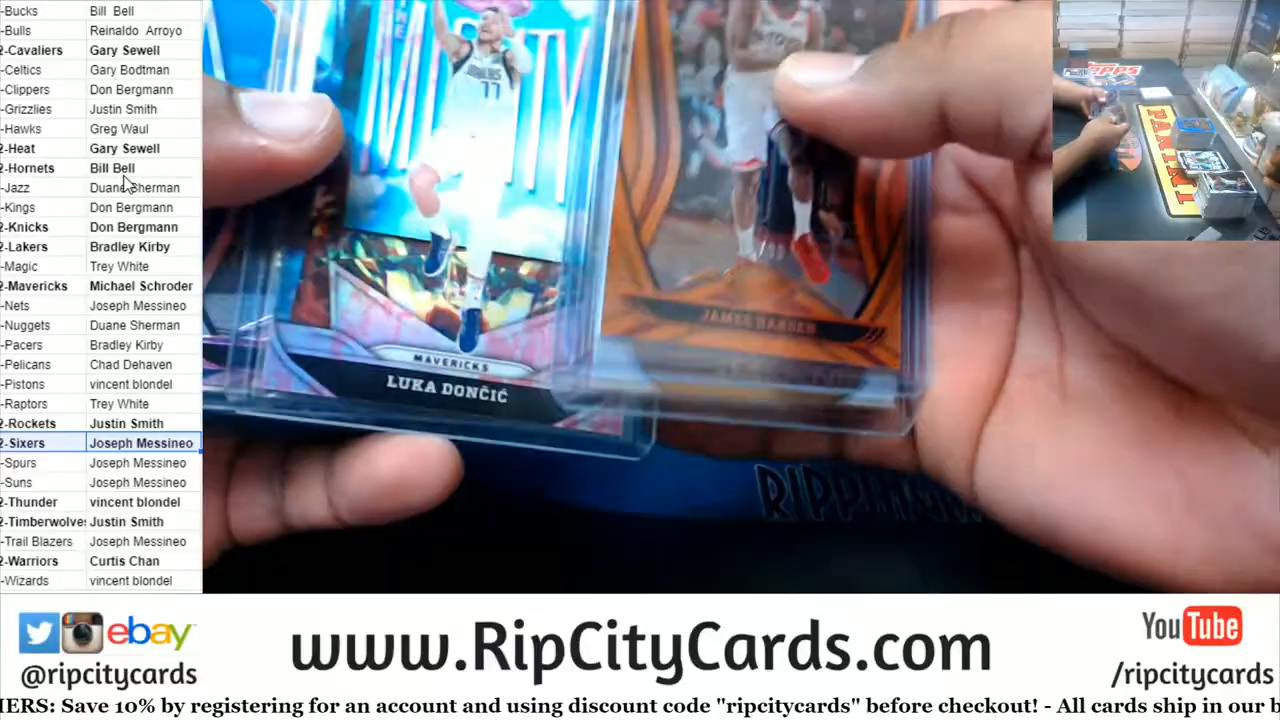 -Bucks Bill Bell
-Bulls Reinaldo Arroyo
2-Cavaliers Gary Sewell
-Celtics Gary Bodtman
-Clippers Don Bergmann
-Grizzlies Justin Smith
-Hawks Greg Waul
2-Heat Gary Sewell
2-Hornets Bill Bell
-Jazz Duane Sherman
-Kings Don Bergmann
2-Knicks Don Bergmann
2-Lakers Bradley Kirby
-Magic Trey White
2-Mavericks Michael Schroder
-Nets Joseph Messineo
-Nuggets Duane Sherman
-Pacers Bradley Kirby
-Pelicans Chad Dehaven
-Pistons vincent blondel
-Raptors Trey White
2-Rockets Justin Smith
2-Sixers Joseph Messineo
-Spurs Joseph Messineo
-Suns Joseph Messineo
2-Thunder vincent blondel
2-Timberwolves Justin Smith
-Trail Blazers Joseph Messineo
2-Warriors Curtis Chan
-Wizards vincent blondel
77
MAVERICKS
LUKA DONČIĆ
JAMES HARDEN
TOPPS
PANINI
ebay
@ripcitycards
www.RipCityCards.com
YouTube
/ripcitycards
IERS: Save 10% by registering for an account and using discount code "ripcitycards" before checkout! - All cards ship in our b